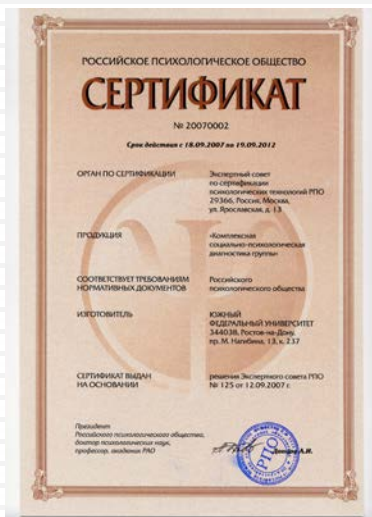 РОССИЙСКОЕ ПСИХОЛОГИЧЕСКОЕ ОБЩЕСТВО
СЕРТИФИКАТ
№ 20070002
Срок действия с 18.09.2007 по 19.09.2012
ОРГАН ПО СЕРТИФИКАЦИИ
Экспертный совет
по сертификации
психологических технологий РПО
29366, Россия, Москва,
ул. Ярославская, д. 13
ПРОДУКЦИЯ
«Комплексная
социально-психологическая
диагностика группы»
СООТВЕТСТВУЕТ ТРЕБОВАНИЯМ
НОРМАТИВНЫХ ДОКУМЕНТОВ
Российского
психологического общества
ИЗГОТОВИТЕЛЬ
ЮЖНЫЙ
ФЕДЕРАЛЬНЫЙ УНИВЕРСИТЕТ
344038, Ростов-на-Дону,
пр. М. Нагибина, 13, к. 237
СЕРТИФИКАТ ВЫДАН
НА ОСНОВАНИИ
решения Экспертного совета РПО
№ 125 от 12.09.2007 г.
Президент
Российского психологического общества,
доктор психологических наук,
профессор, академик РАО
Донцов А.И.
РПО